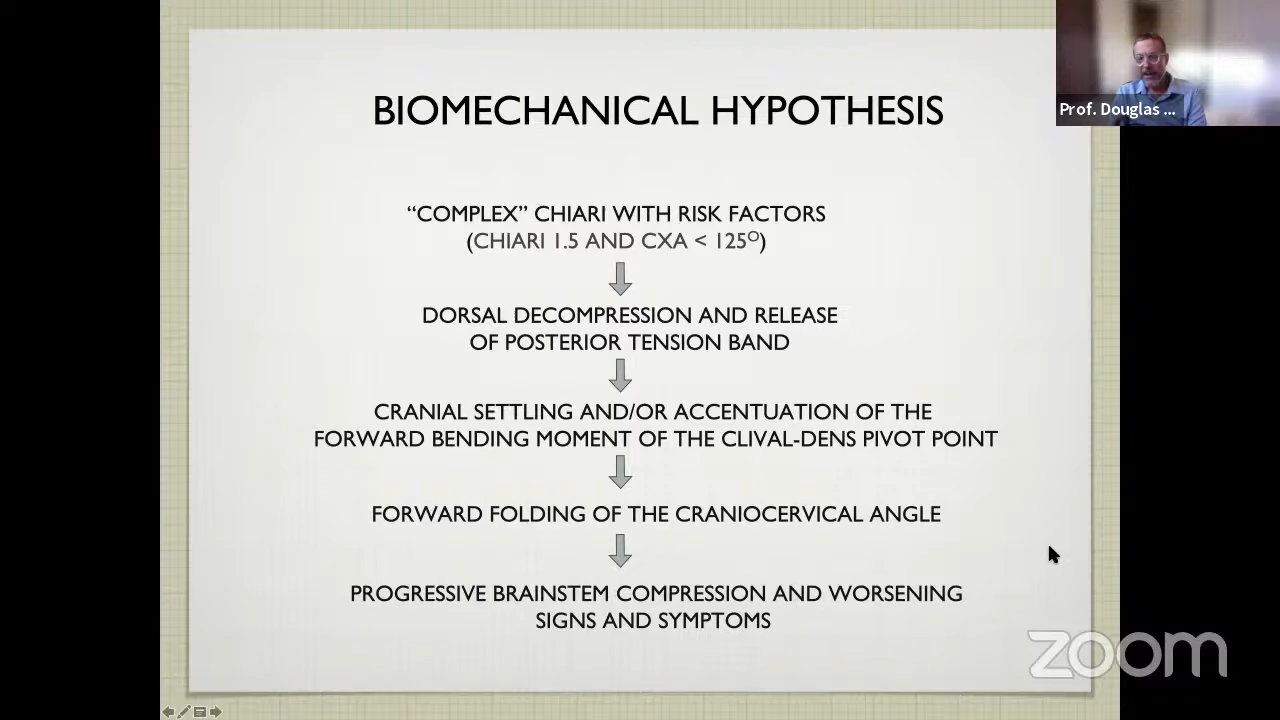 Prof. Douglas ...
BIOMECHANICAL HYPOTHESIS
“COMPLEX” CHIARI WITH RISK FACTORS
(CHIARI 1.5 AND CXA < 125O)
DORSAL DECOMPRESSION AND RELEASE
OF POSTERIOR TENSION BAND
CRANIAL SETTLING AND/OR ACCENTUATION OF THE
FORWARD BENDING MOMENT OF THE CLIVAL-DENS PIVOT POINT
FORWARD FOLDING OF THE CRANIOCERVICAL ANGLE
PROGRESSIVE BRAINSTEM COMPRESSION AND WORSENING
SIGNS AND SYMPTOMS
zoom